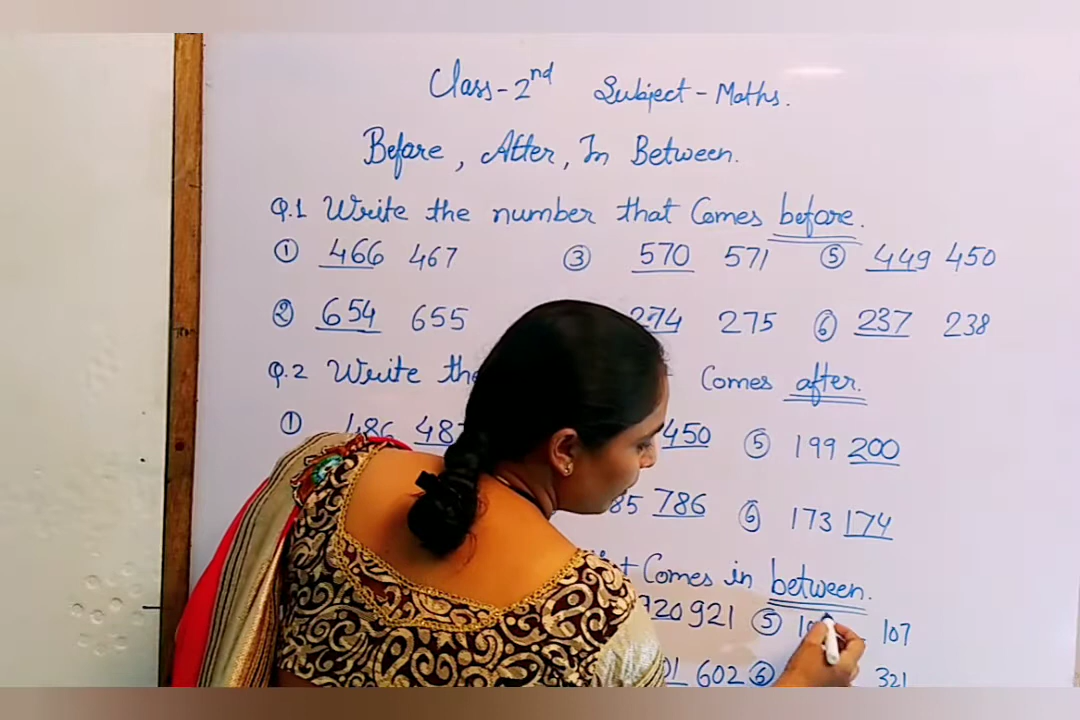 Class-2nd Subject-Maths.
Before, After, In Between.
Q.1 Write the number that Comes before.
① 466 467 ③ 570 571 ⑤ 449 450
② 654 655 274 275 ⑥ 237 238
Q.2 Write the Comes after.
① 486 450 ⑤ 199 200
786 ⑥ 173 174
Comes in between.
920 921 ⑤ 107
602 ⑥ 321